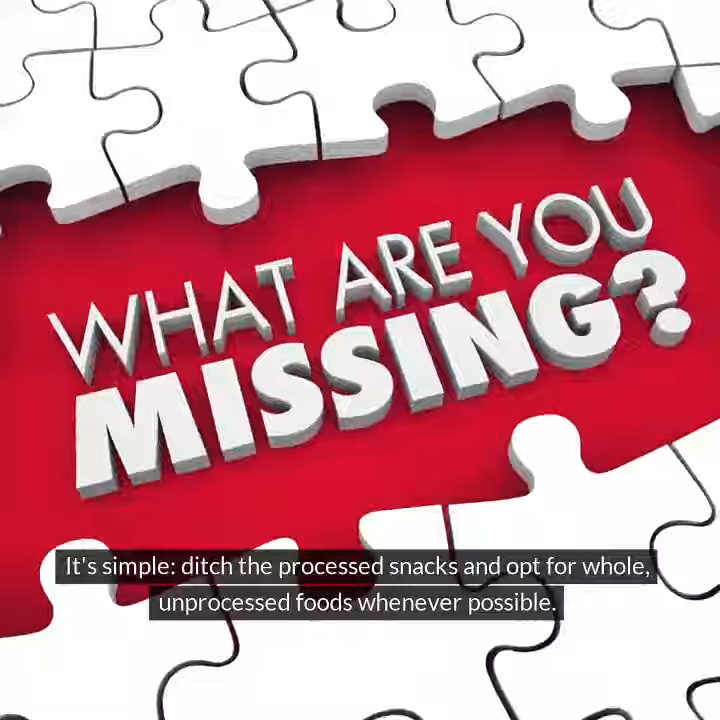 WHAT ARE YOU
MISSING?
It's simple: ditch the processed snacks and opt for whole,
unprocessed foods whenever possible.